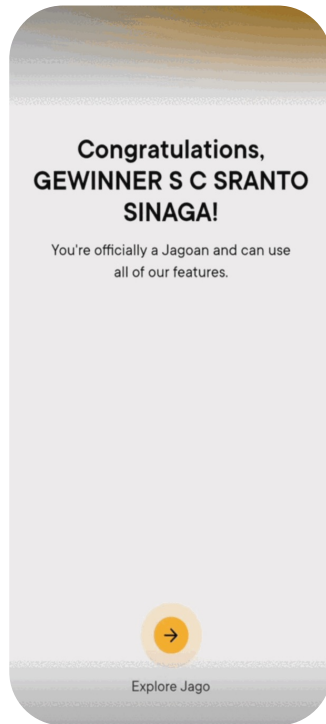 Congratulations,
GEWINNER S C SRANTO
SINAGA!
You're officially a Jagoan and can use
all of our features.
Explore Jago